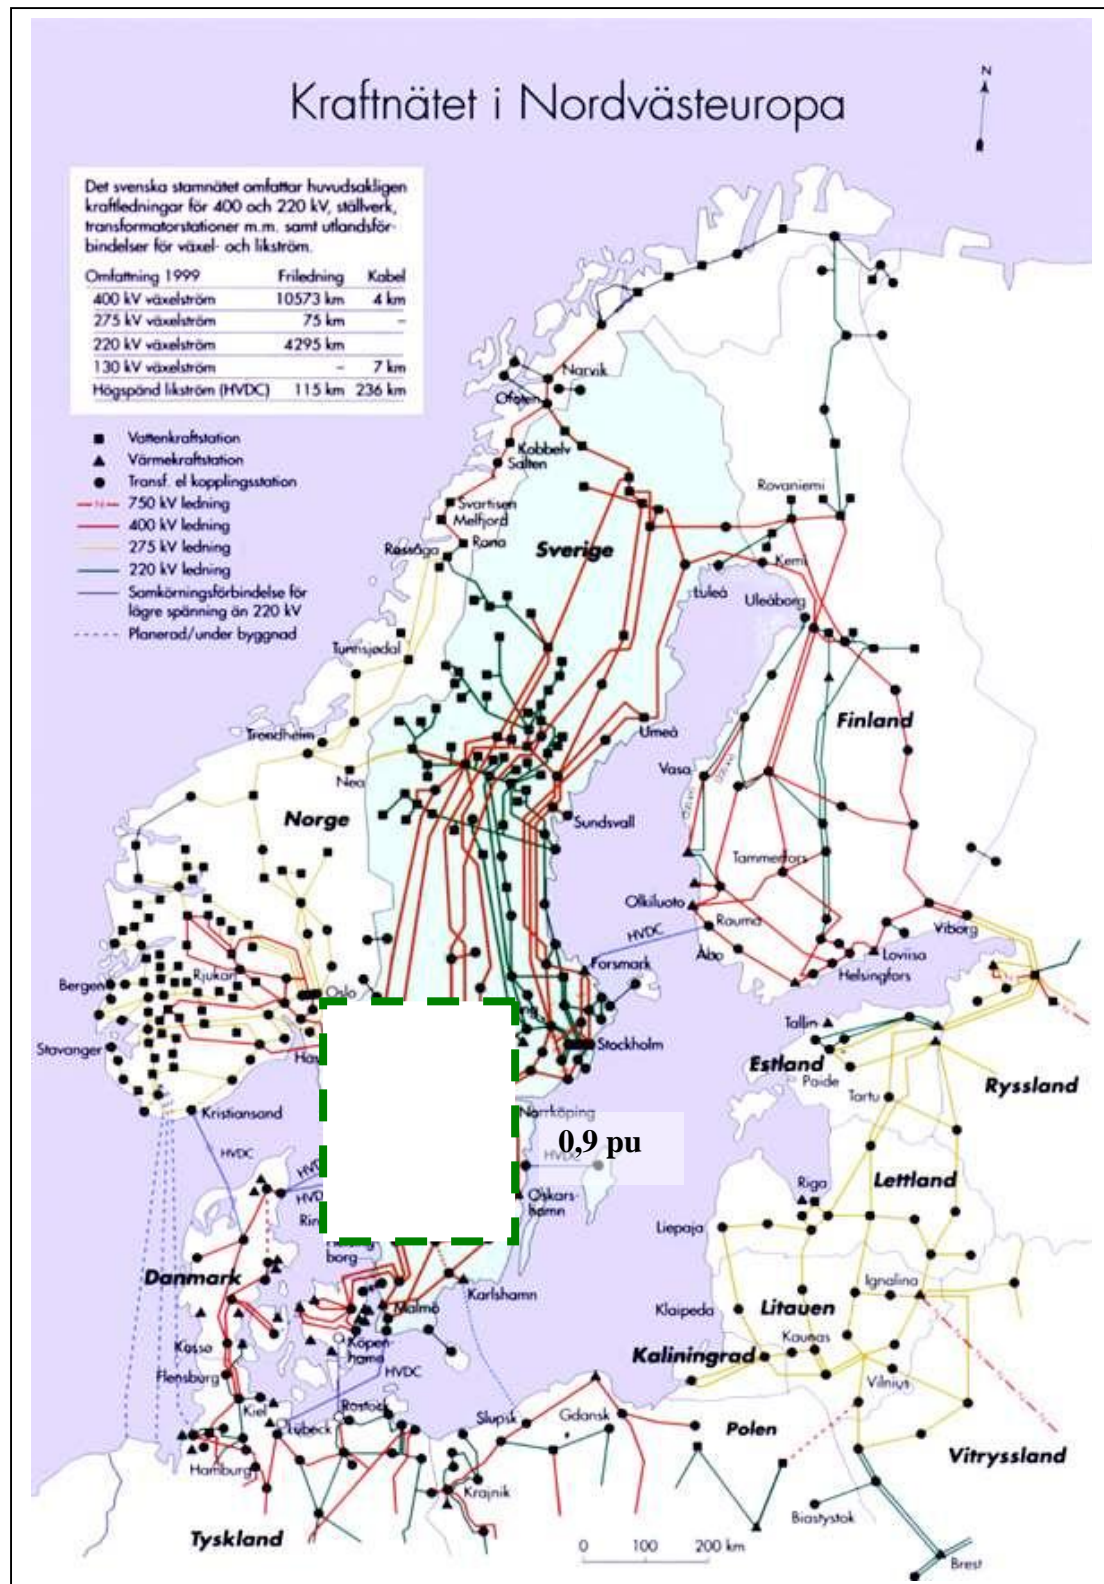 Kraftnätet i Nordvästeuropa
N
Det svenska stamnätet omfattar huvudsakligen
kraftledningar för 400 och 220 kV, ställverk,
transformatorstationer m.m. samt utlandsför-
bindelser för växel- och likström.
Omfattning 1999 Friledning Kabel
400 kV växelström 10573 km 4 km
275 kV växelström 75 km –
220 kV växelström 4295 km
130 kV växelström – 7 km
Högspänd likström (HVDC) 115 km 236 km
Vattenkraftstation
Värmekraftstation
Transf. el kopplingsstation
750 kV ledning
400 kV ledning
275 kV ledning
220 kV ledning
Samkörningsförbindelse för
lägre spänning än 220 kV
Planerad/under byggnad
Narvik
Ofoten
Kobbelv
Salten
Svartisen
Melfjord
Rana
Røssåga
Sverige
Rovaniemi
Kemi
Luleå
Uleåborg
Tunnsjødal
Finland
Umeå
Trondheim
Nea
Vasa
Norge
Sundsvall
Tammerfors
Olkiluoto
Rauma
HVDC
Viborg
Åbo
Loviisa
Helsingfors
Forsmark
Rjukan
Bergen
Oslo
Stavanger
Stockholm
Tallin
Estland
Paide
Ryssland
Tartu
Kristiansand
Norrköping
0,9 pu
HVDC
HVDC
HVD
HVD
Oskars-
hamn
Rin
borg
Riga
Lettland
Liepaja
Danmark
Karlshamn
Malmö
Ignalina
Klaipeda
Litauen
Kassø
Köpen-
hamn
Kaunas
Kaliningrad
Flensburg
HVDC
Vilnius
Kiel
Rostock
Lübeck
Slupsk
Gdansk
Polen
Hamburg
Vitryssland
Krajnik
Biastystok
Tyskland
0 100 200 km
Brest